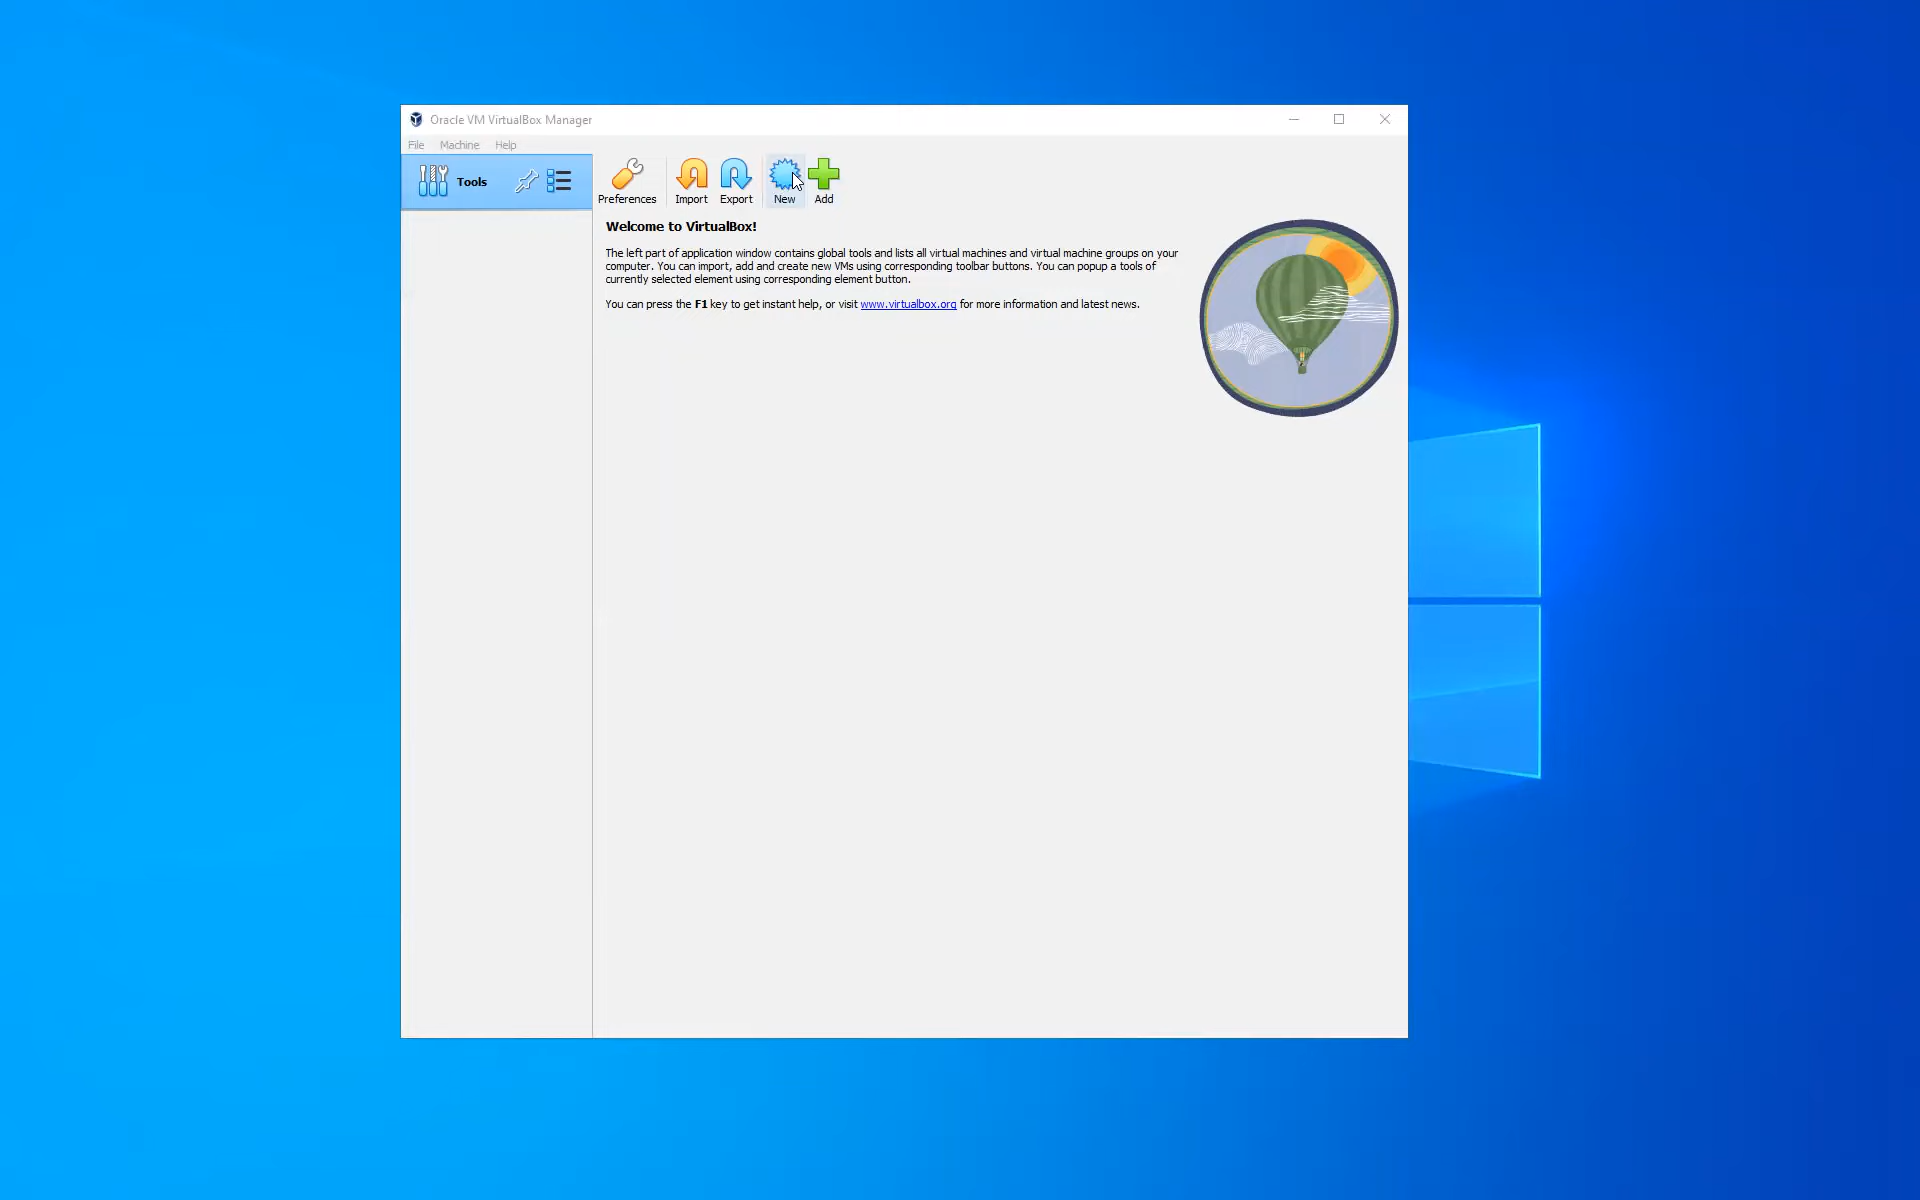 Oracle VM VirtualBox Manager
File Machine Help
Tools
Preferences Import Export New Add
Welcome to VirtualBox!
The left part of application window contains global tools and lists all virtual machines and virtual machine groups on your
computer. You can import, add and create new VMs using corresponding toolbar buttons. You can popup a tools of
currently selected element using corresponding element button.
You can press the F1 key to get instant help, or visit www.virtualbox.org for more information and latest news.